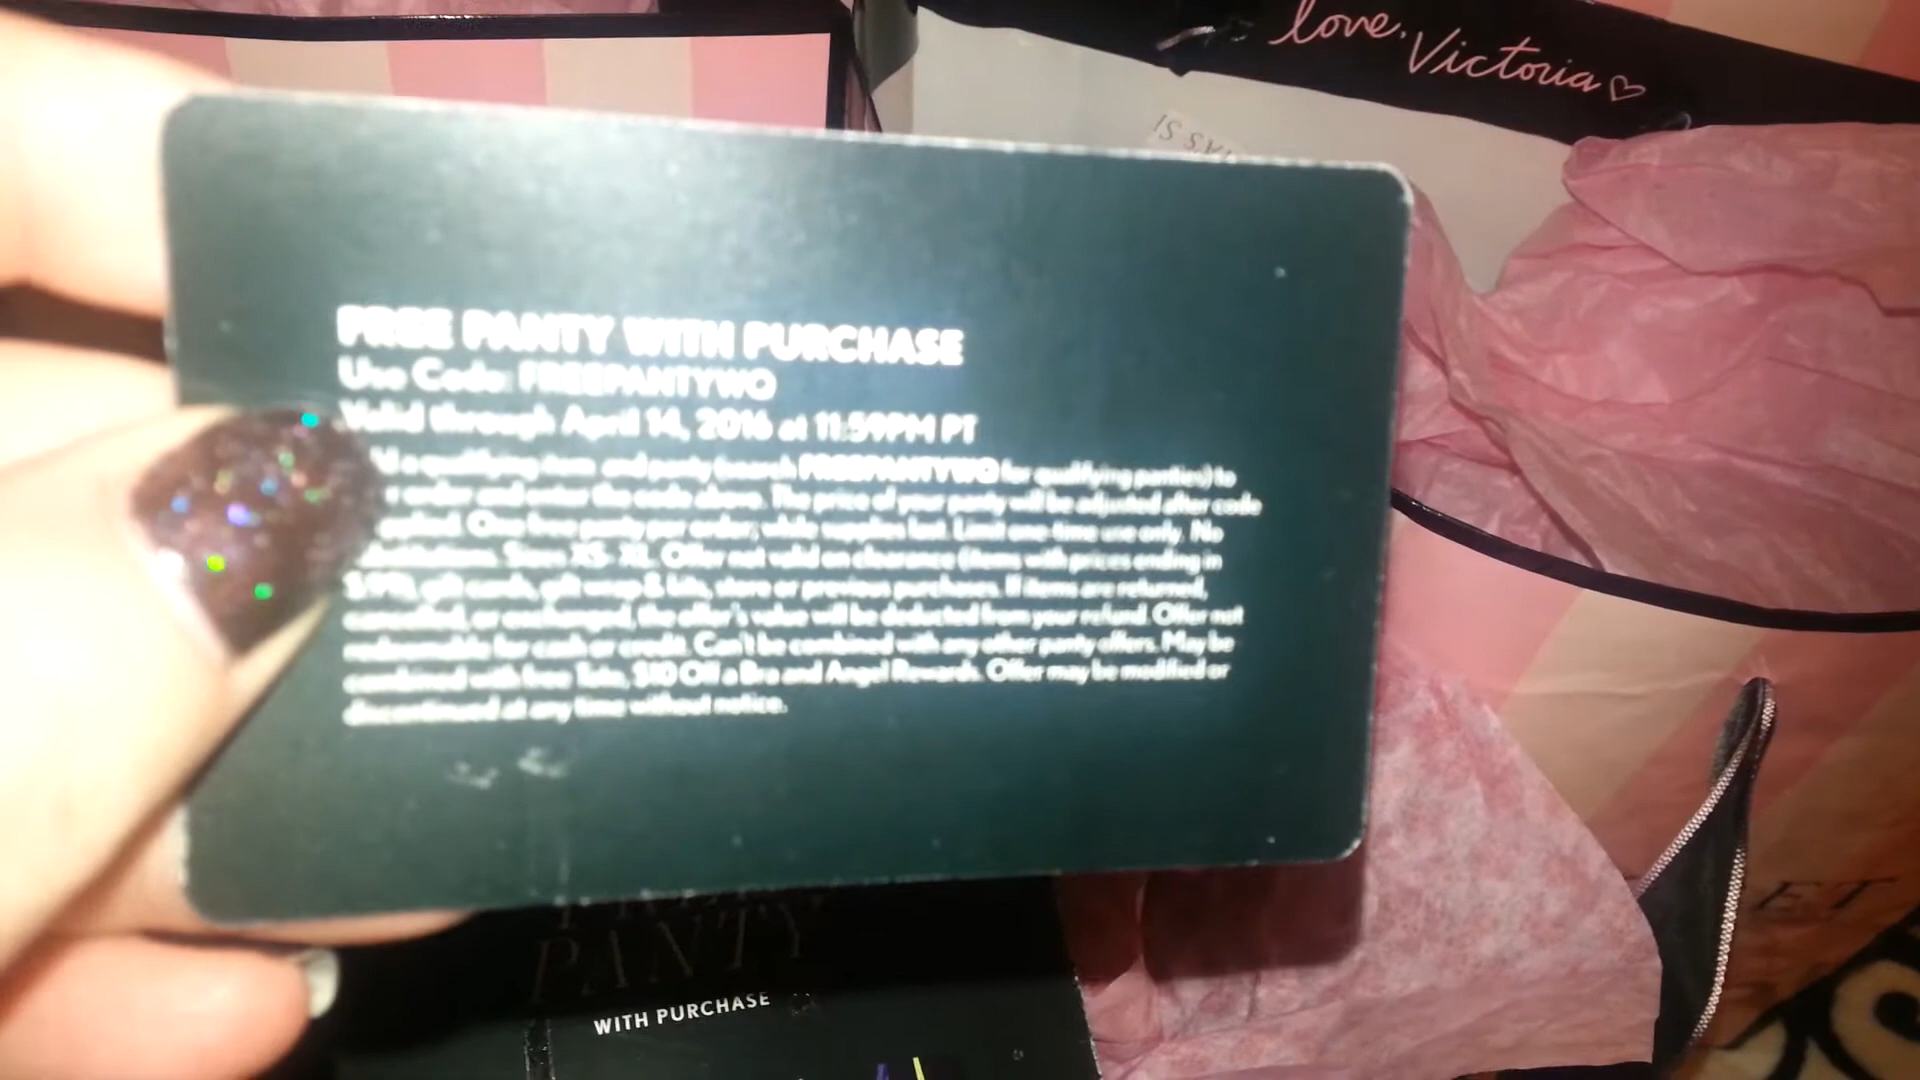 love, Victoria
FREE PANTY WITH PURCHASE
Use Code: FREEPANTYWO
Valid through April 14, 2016 at 11:59PM PT
a qualifying item and panty (search FREEPANTYWO for qualifying panties) to
order and enter the code above. The price of your panty will be adjusted after code
applied. One free panty per order, while supplies last. Limit one-time use only. No
Sizes XS-XL. Offer not valid on clearance (items with prices ending in
gift cards, gift wrap & kits, store or previous purchases. If items are returned,
cancelled, or exchanged, the offer's value will be deducted from your refund. Offer not
redeemable for cash or credit. Can't be combined with any other panty offers. May be
combined with free Tote, $10 Off a Bra and Angel Rewards. Offer may be modified or
discontinued at any time without notice.
PANTY
WITH PURCHASE
ET